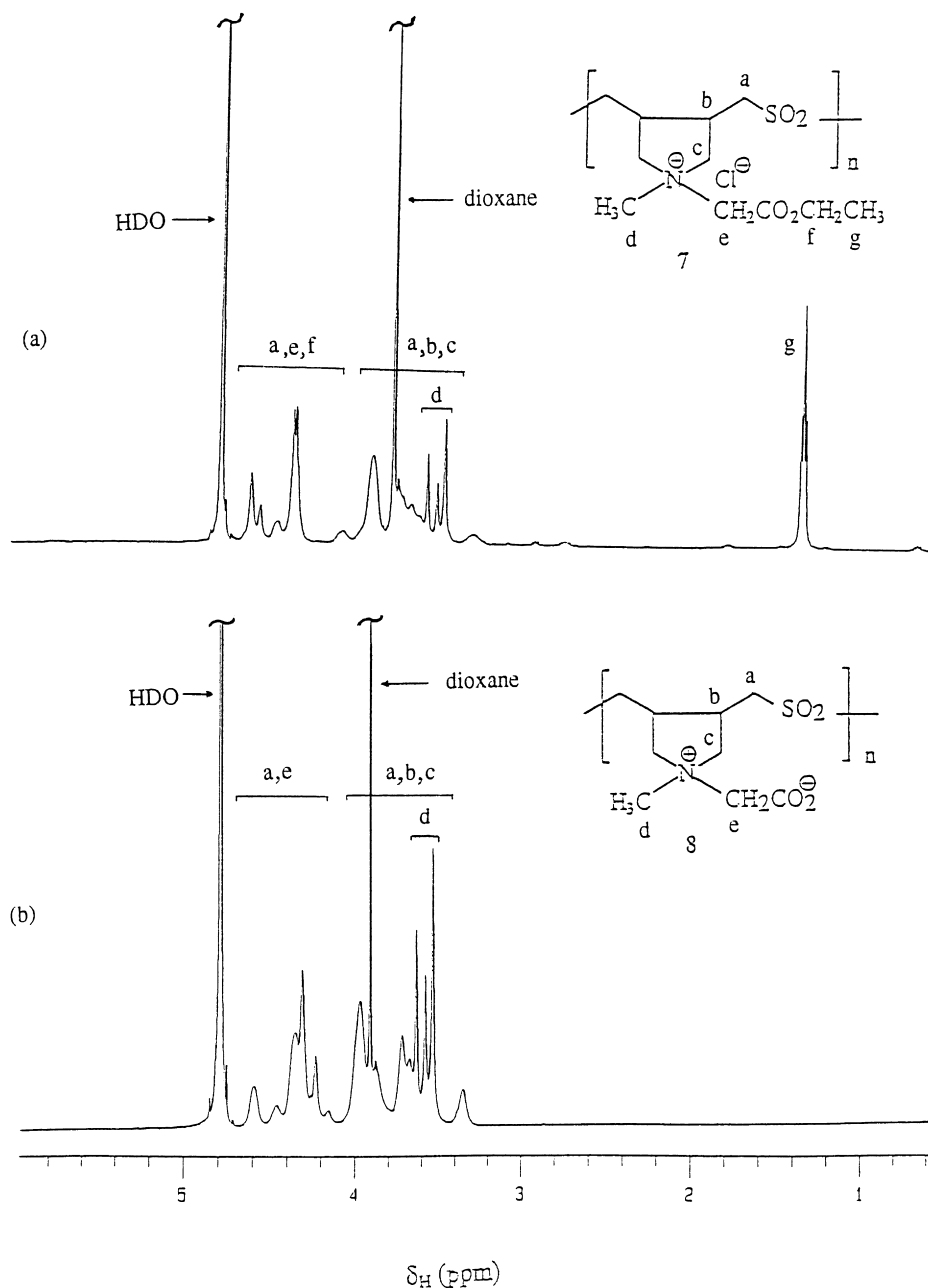 a
b
SO₂
c
n
N⊖ Cl⊖
H₃C
CH₂CO₂CH₂CH₃
d
e
f
g
7
HDO
dioxane
(a)
a,e,f
a,b,c
d
g
a
b
SO₂
c
n
N⊕
H₃C
CH₂CO₂⊖
d
e
8
HDO
dioxane
a,e
a,b,c
d
(b)
5 4 3 2 1
δH (ppm)